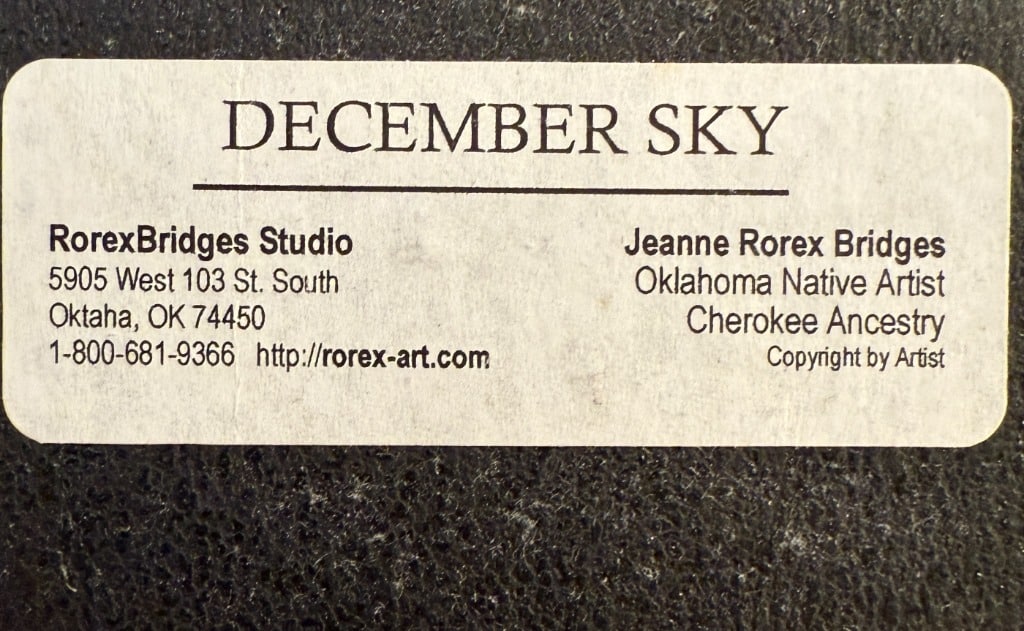 DECEMBER SKY
RorexBridges Studio
5905 West 103 St. South
Oktaha, OK 74450
1-800-681-9366 http://rorex-art.com
Jeanne Rorex Bridges
Oklahoma Native Artist
Cherokee Ancestry
Copyright by Artist